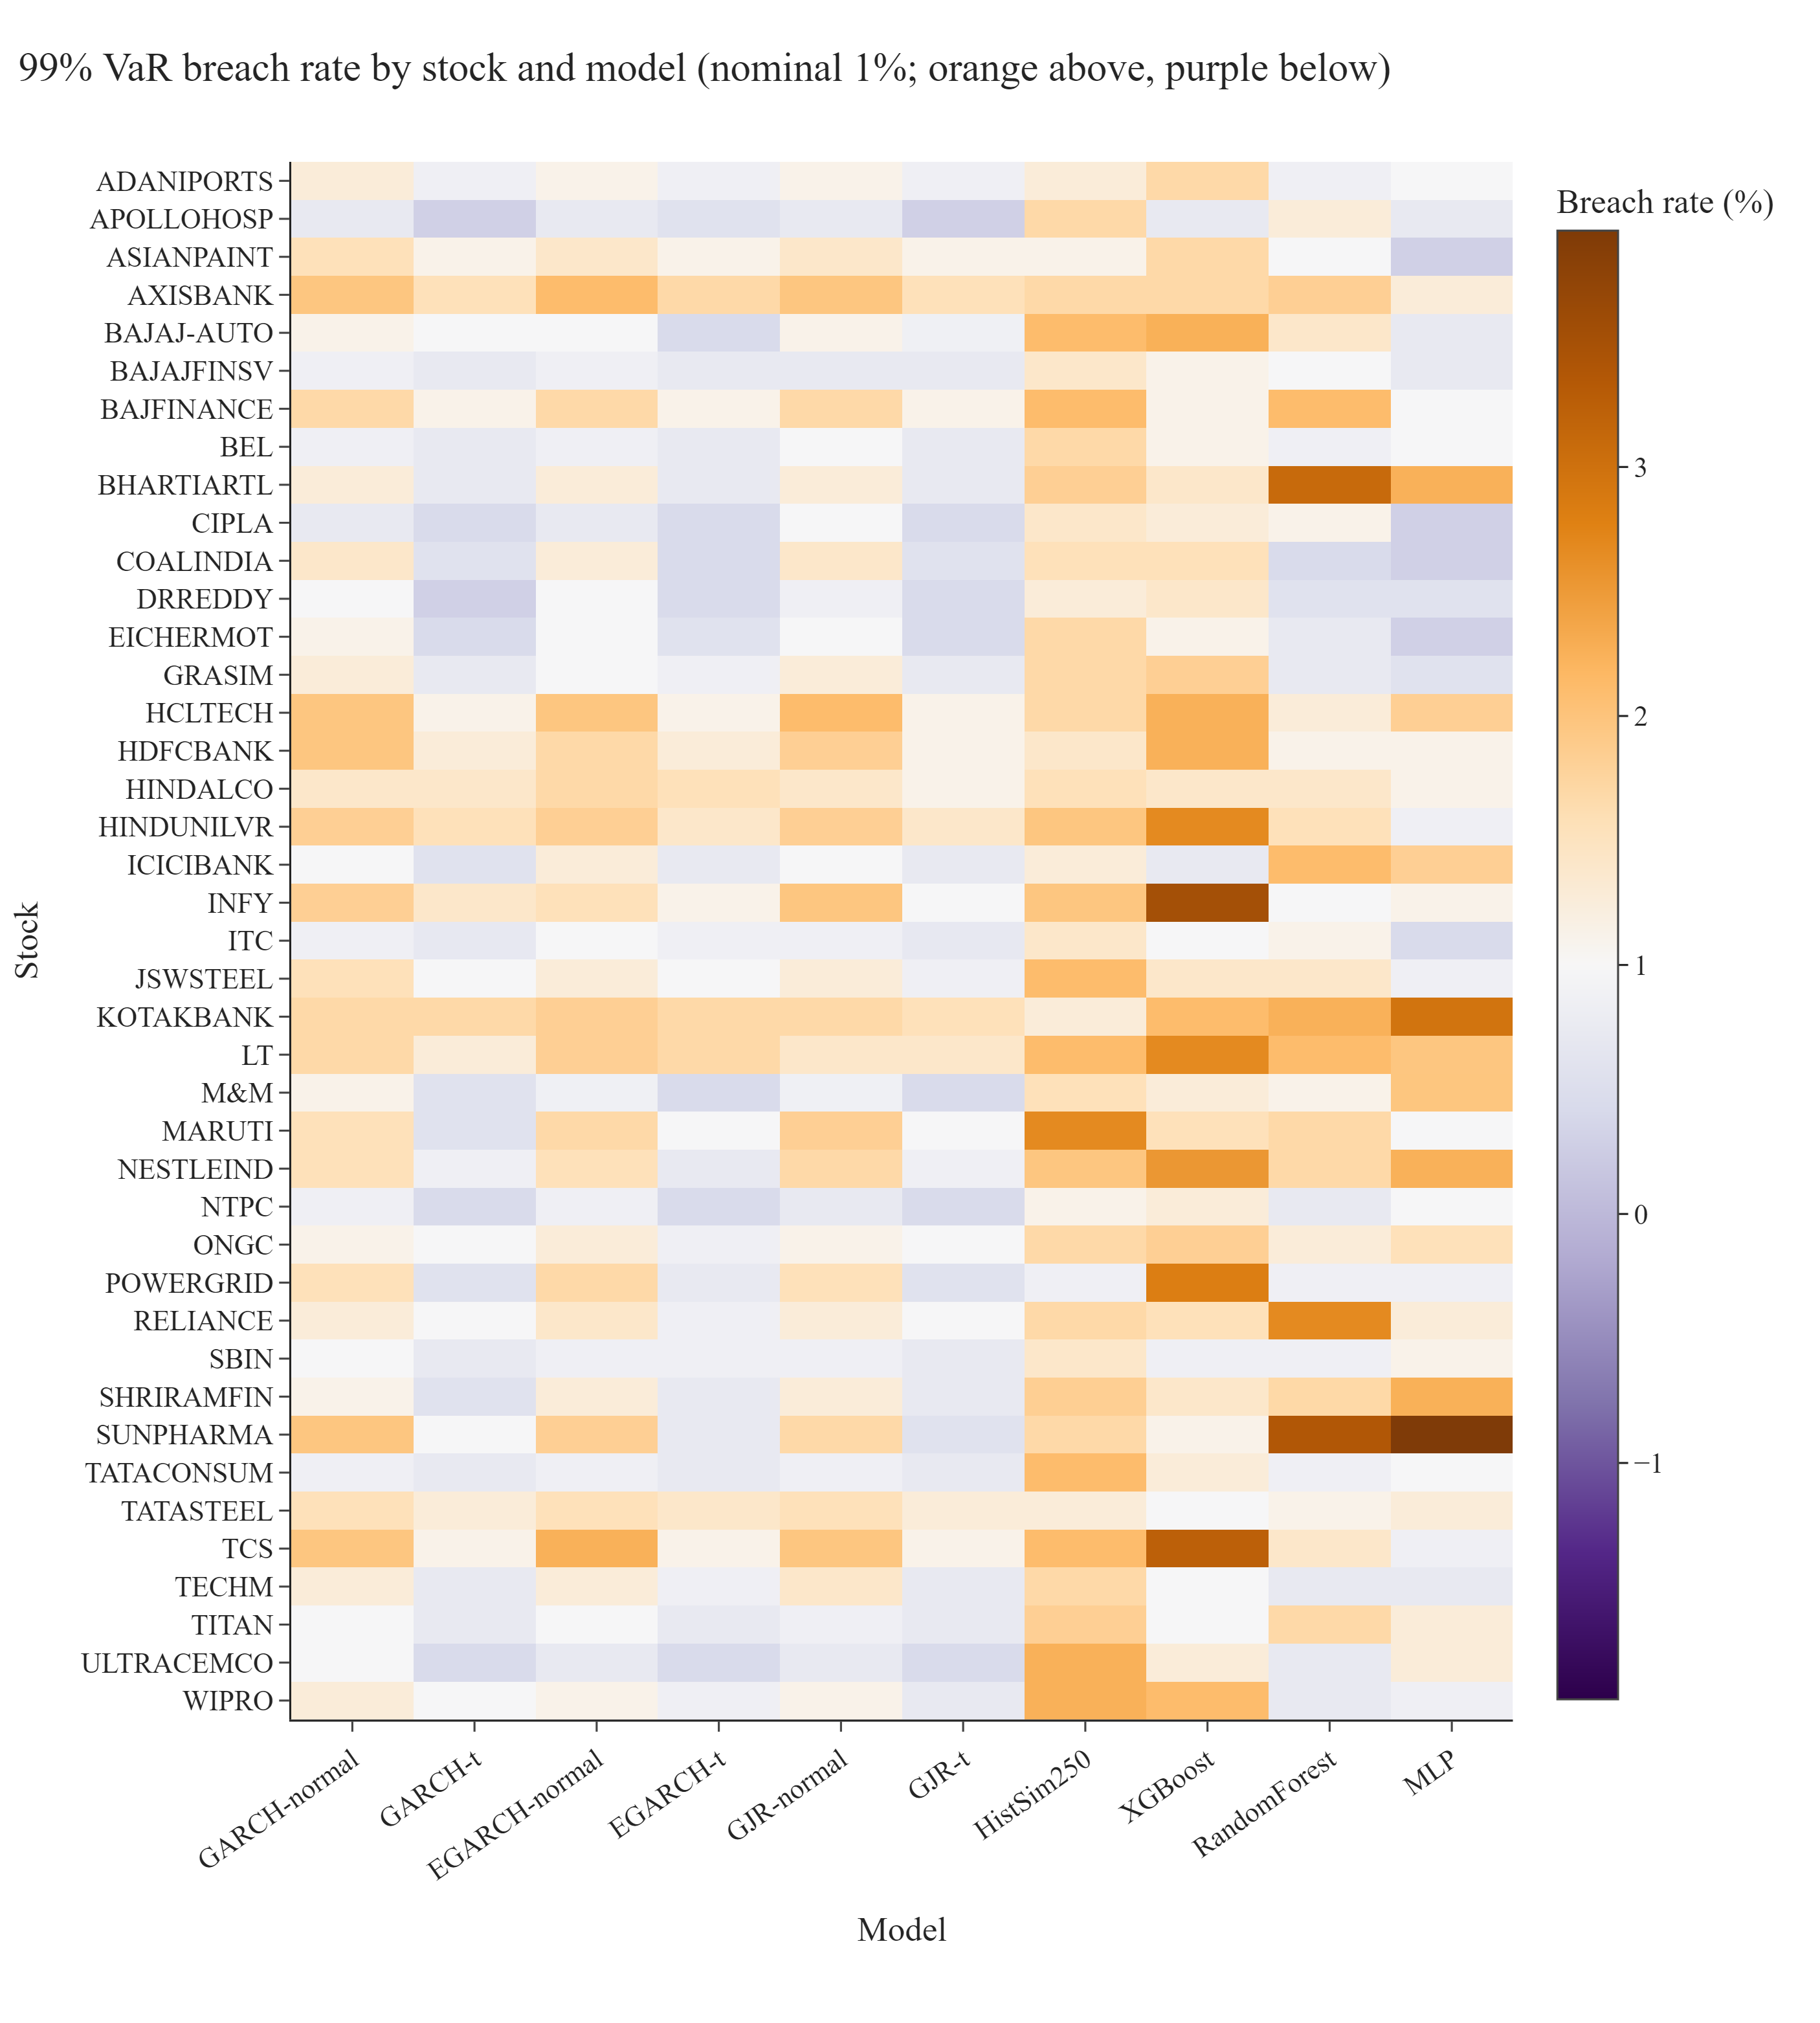 99% VaR breach rate by stock and model (nominal 1%; orange above, purple below)
Breach rate (%)
3
2
1
0
−1
Stock
ADANIPORTS
APOLLOHOSP
ASIANPAINT
AXISBANK
BAJAJ-AUTO
BAJAJFINSV
BAJFINANCE
BEL
BHARTIARTL
CIPLA
COALINDIA
DRREDDY
EICHERMOT
GRASIM
HCLTECH
HDFCBANK
HINDALCO
HINDUNILVR
ICICIBANK
INFY
ITC
JSWSTEEL
KOTAKBANK
LT
M&M
MARUTI
NESTLEIND
NTPC
ONGC
POWERGRID
RELIANCE
SBIN
SHRIRAMFIN
SUNPHARMA
TATACONSUM
TATASTEEL
TCS
TECHM
TITAN
ULTRACEMCO
WIPRO
GARCH-normal
GARCH-t
EGARCH-normal
EGARCH-t
GJR-normal
GJR-t
HistSim250
XGBoost
RandomForest
MLP
Model